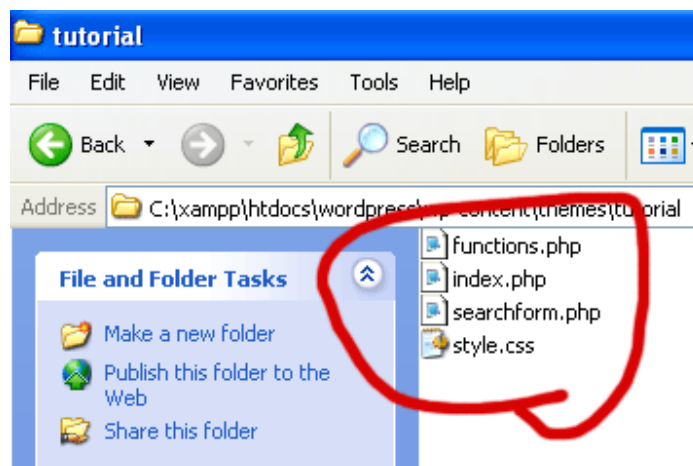 tutorial
File Edit View Favorites Tools Help
Back Search Folders
Address C:\xampp\htdocs\wordpress\wp-content\themes\tutorial
File and Folder Tasks
Make a new folder
Publish this folder to the
Web
Share this folder
functions.php
index.php
searchform.php
style.css